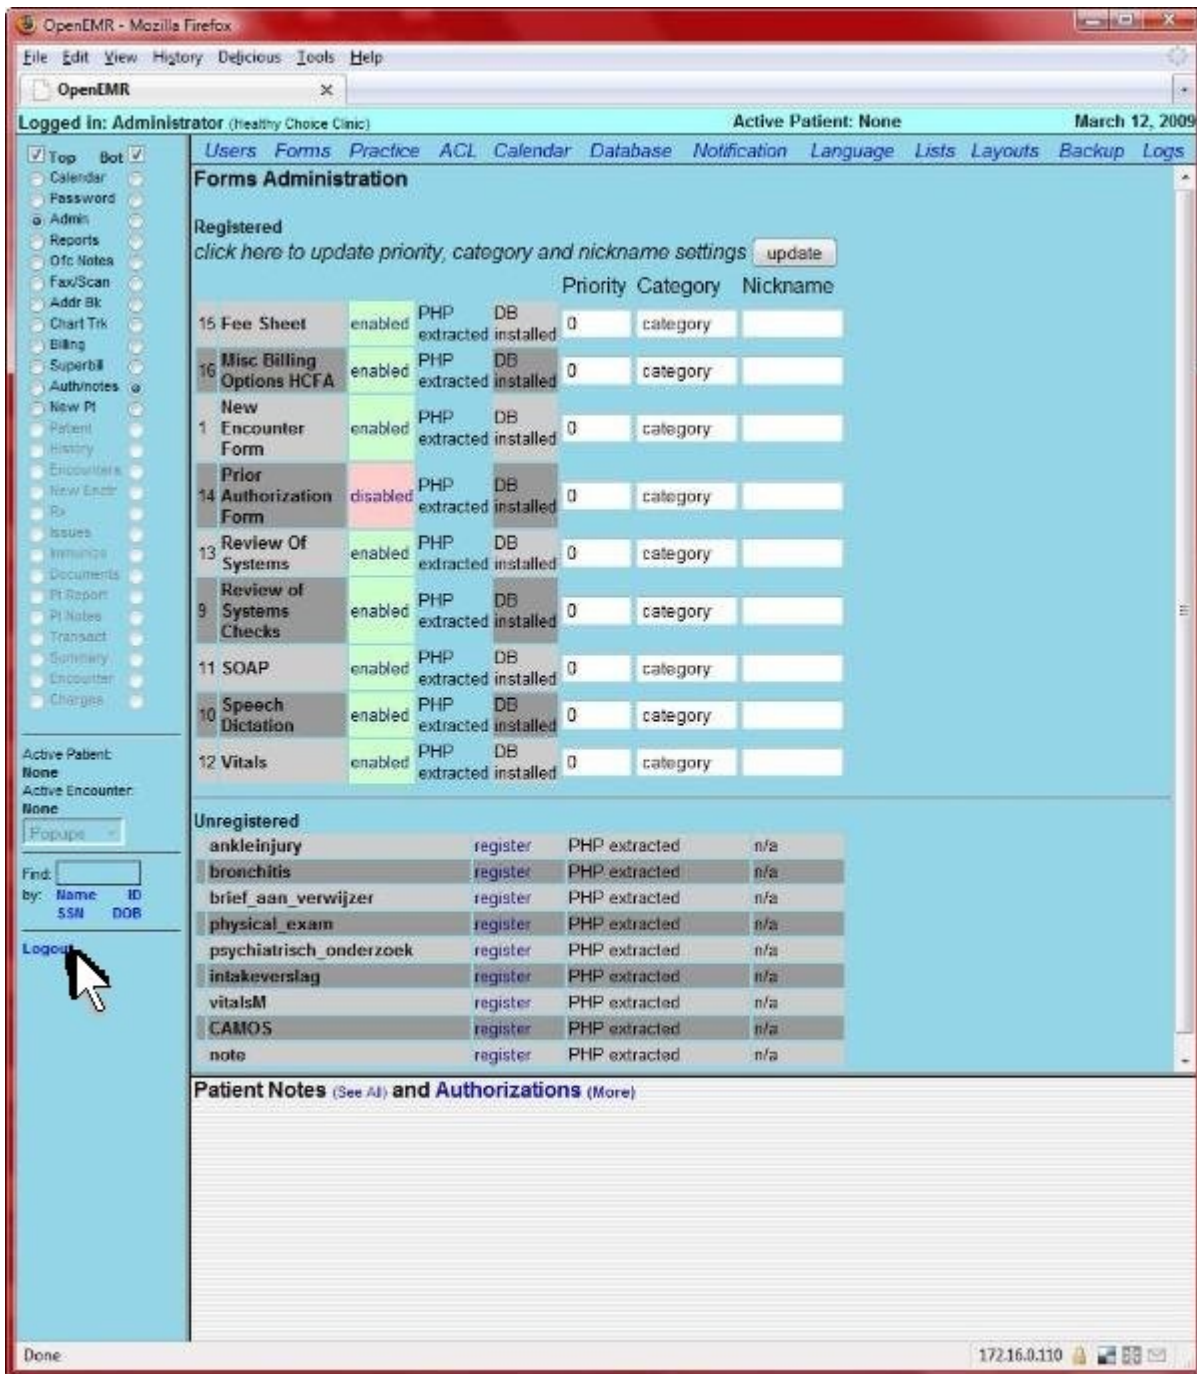 OpenEMR - Mozilla Firefox
File Edit View History Delicious Tools Help
OpenEMR
Logged in: Administrator (Healthy Choice Clinic) Active Patient: None March 12, 2009
Top Bot
Users Forms Practice ACL Calendar Database Notification Language Lists Layouts Backup Logs
Calendar
Password
Admin
Reports
Ofc Notes
Fax/Scan
Addr Bk
Chart Trk
Billing
Superbill
Auth/notes
New Pt
Patient
History
Encounters
New Enctr
Rx
Issues
Immunize
Documents
Pt Report
Pt Notes
Transact
Summary
Encounter
Charges
Active Patient:
None
Active Encounter:
None
Popups
Find:
by: Name ID
SSN DOB
Logout
Forms Administration
Registered
click here to update priority, category and nickname settings update
Priority Category Nickname
15 Fee Sheet enabled PHP extracted DB installed 0 category
16 Misc Billing Options HCFA enabled PHP extracted DB installed 0 category
1 New Encounter Form enabled PHP extracted DB installed 0 category
14 Prior Authorization Form disabled PHP extracted DB installed 0 category
13 Review Of Systems enabled PHP extracted DB installed 0 category
9 Review of Systems Checks enabled PHP extracted DB installed 0 category
11 SOAP enabled PHP extracted DB installed 0 category
10 Speech Dictation enabled PHP extracted DB installed 0 category
12 Vitals enabled PHP extracted DB installed 0 category
Unregistered
ankleinjury register PHP extracted n/a
bronchitis register PHP extracted n/a
brief_aan_verwijzer register PHP extracted n/a
physical_exam register PHP extracted n/a
psychiatrisch_onderzoek register PHP extracted n/a
intakeverslag register PHP extracted n/a
vitalsM register PHP extracted n/a
CAMOS register PHP extracted n/a
note register PHP extracted n/a
Patient Notes (See All) and Authorizations (More)
Done 172.16.0.110